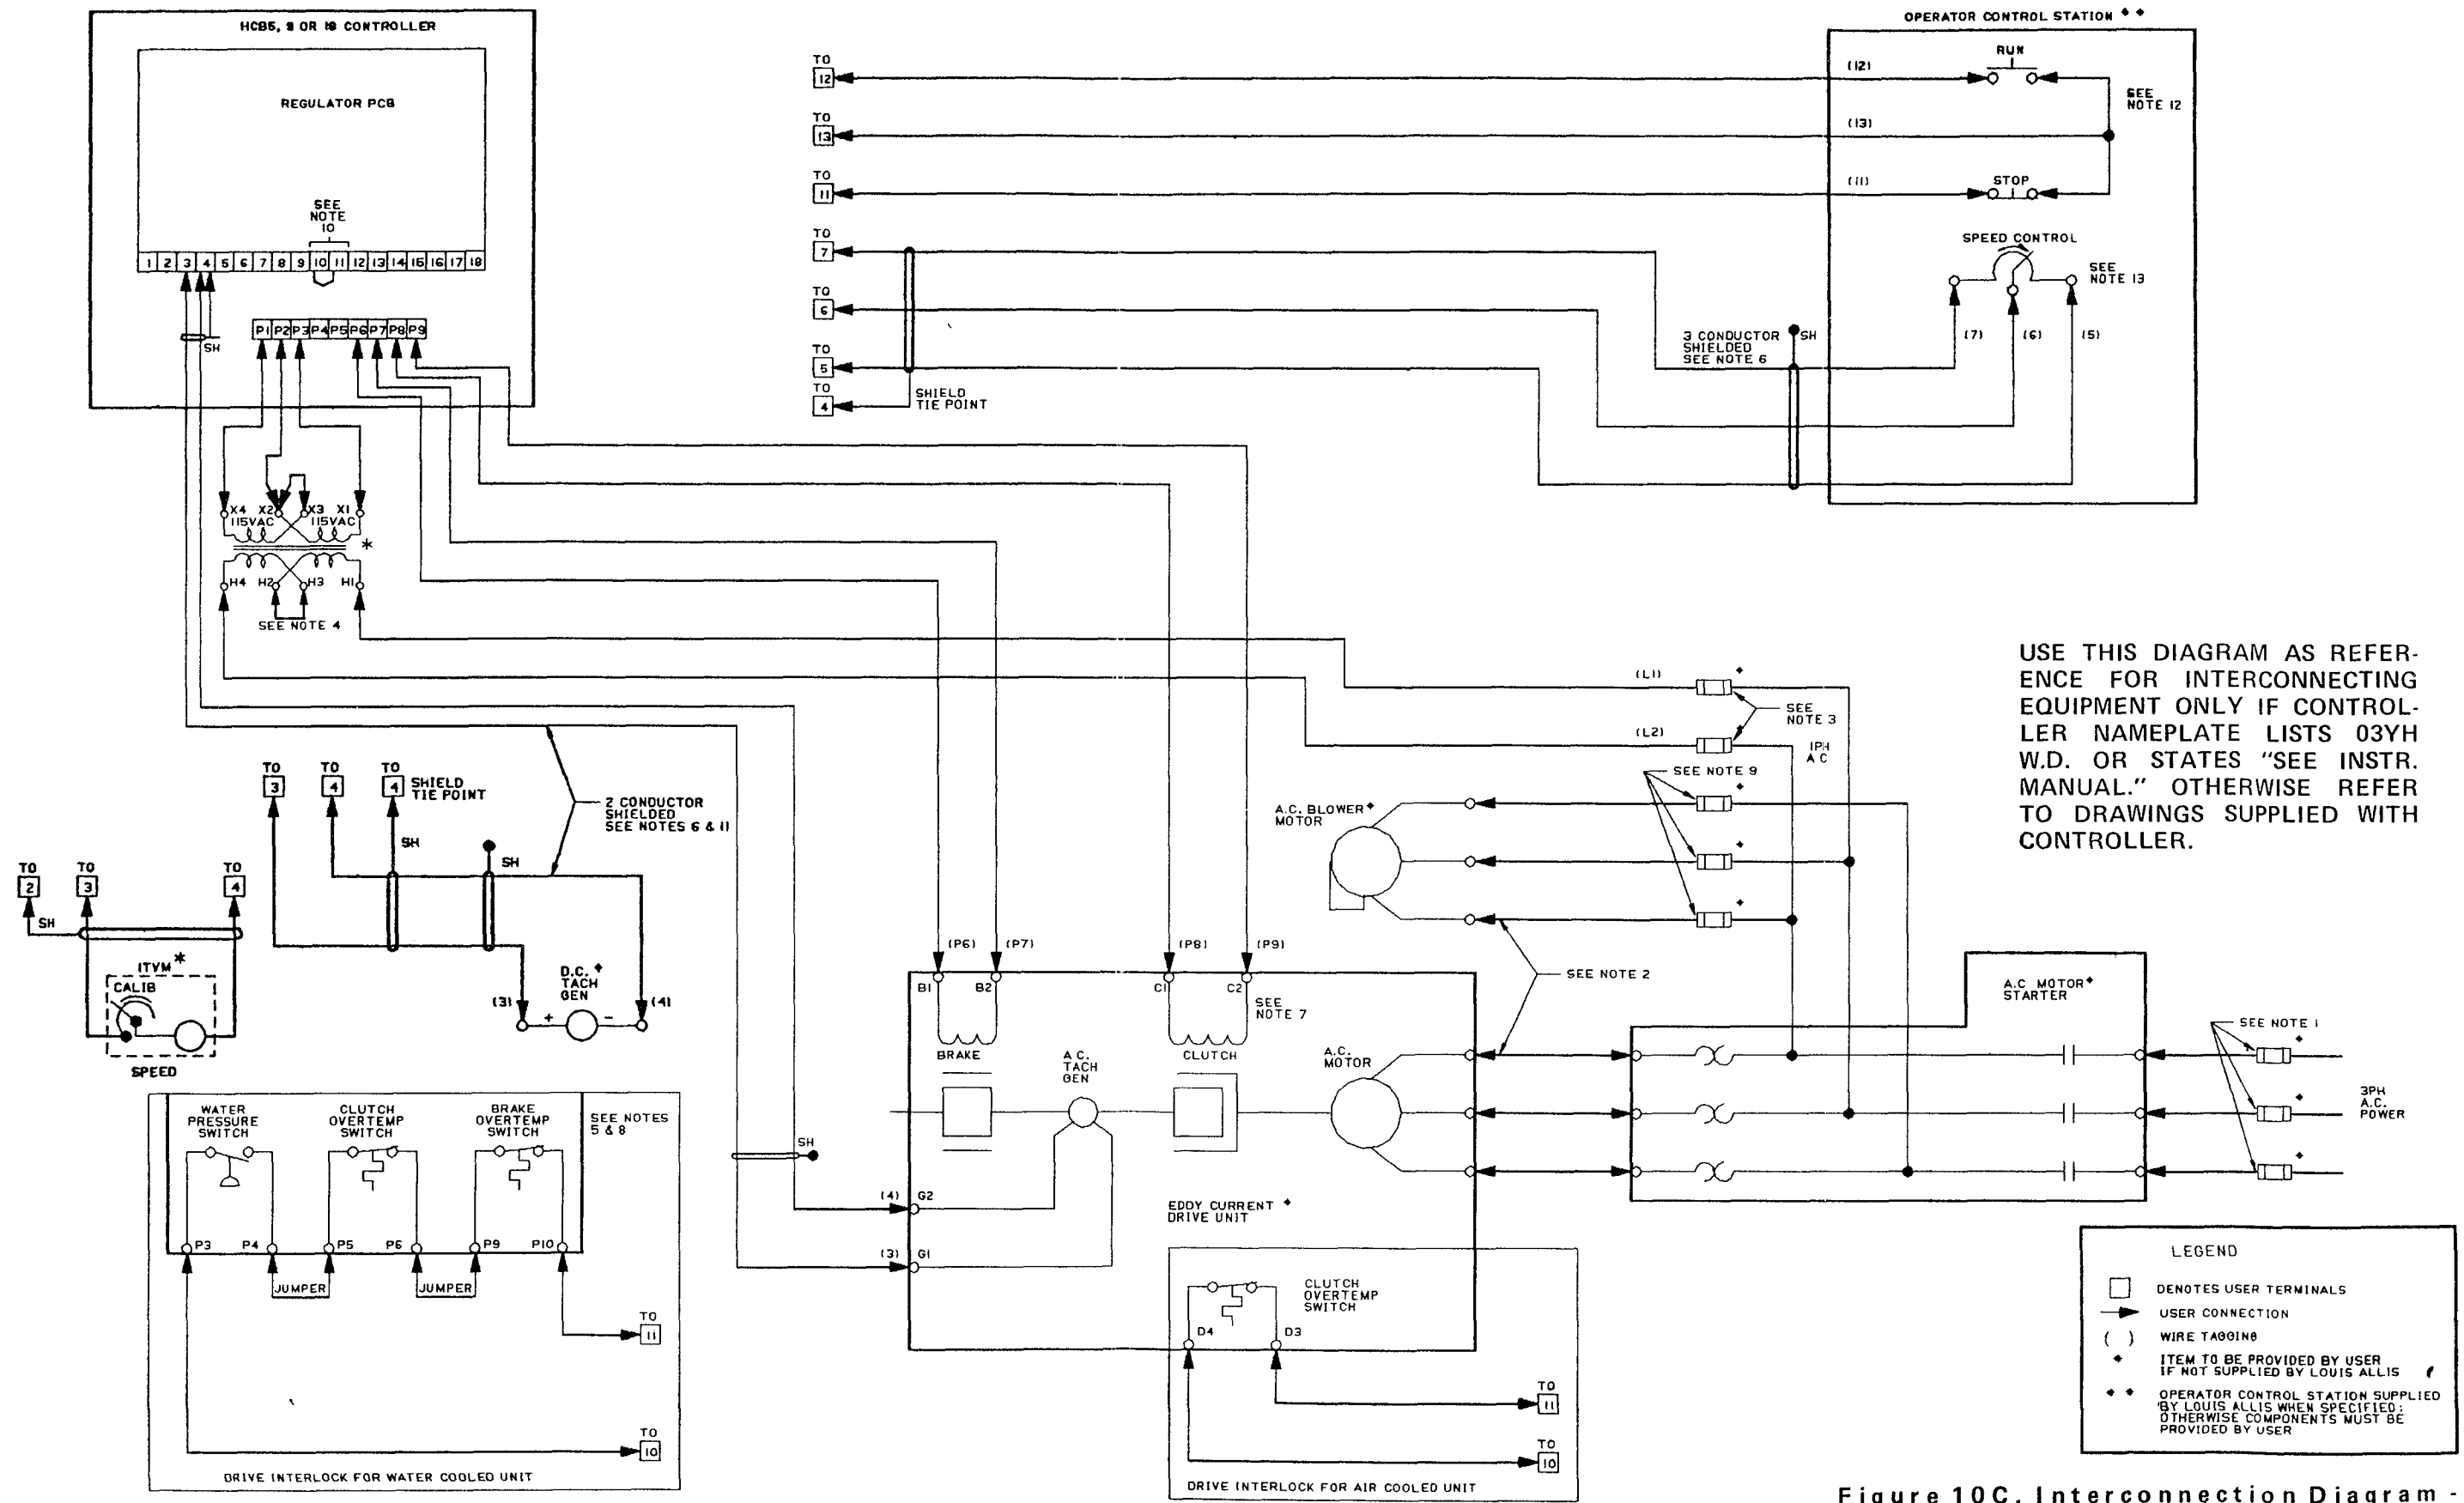 HCB5, 9 OR 18 CONTROLLER
REGULATOR PCB
SEE
NOTE
10
1 2 3 4 5 6 7 8 9 10 11 12 13 14 15 16 17 18
SH
P1 P2 P3 P4 P5 P6 P7 P8 P9
X4 X2 X3 X1
115VAC 115VAC
*
H4 H2 H3 H1
SEE NOTE 4
OPERATOR CONTROL STATION ♦ ♦
TO
12
(12)
RUN
SEE
NOTE 12
TO
13
(13)
TO
11
(11)
STOP
TO
7
SPEED CONTROL
SEE
NOTE 13
TO
6
TO
5
TO
4
SHIELD
TIE POINT
3 CONDUCTOR
SHIELDED
SEE NOTE 6
SH
(7) (6) (5)
USE THIS DIAGRAM AS REFER-
ENCE FOR INTERCONNECTING
EQUIPMENT ONLY IF CONTROL-
LER NAMEPLATE LISTS 03YH
W.D. OR STATES "SEE INSTR.
MANUAL." OTHERWISE REFER
TO DRAWINGS SUPPLIED WITH
CONTROLLER.
(L1) ♦
SEE
NOTE 3
(L2) ♦
1PH
A C
SEE NOTE 9
♦
♦
♦
A.C. BLOWER ♦
MOTOR
SEE NOTE 2
TO
3
TO
4
TO
4
SHIELD
TIE POINT
SH
SH
2 CONDUCTOR
SHIELDED
SEE NOTES 6 & 11
D.C. ♦
TACH
GEN
(3) + - (4)
TO
2
TO
3
TO
4
SH
ITVM *
CALIB
SPEED
(P6) (P7) (P8) (P9)
B1 B2 C1 C2
SEE
NOTE 7
BRAKE
A C.
TACH
GEN
CLUTCH
A.C.
MOTOR
SH
(4) G2
(3) G1
EDDY CURRENT ♦
DRIVE UNIT
A.C MOTOR ♦
STARTER
SEE NOTE 1
♦
♦
♦
3PH
A.C.
POWER
WATER
PRESSURE
SWITCH
CLUTCH
OVERTEMP
SWITCH
BRAKE
OVERTEMP
SWITCH
SEE NOTES
5 & 8
P3 P4 P5 P6 P9 P10
JUMPER JUMPER
TO
11
TO
10
DRIVE INTERLOCK FOR WATER COOLED UNIT
CLUTCH
OVERTEMP
SWITCH
D4 D3
TO
11
TO
10
DRIVE INTERLOCK FOR AIR COOLED UNIT
LEGEND
DENOTES USER TERMINALS
USER CONNECTION
( ) WIRE TAGGING
♦ ITEM TO BE PROVIDED BY USER
IF NOT SUPPLIED BY LOUIS ALLIS
♦ ♦ OPERATOR CONTROL STATION SUPPLIED
BY LOUIS ALLIS WHEN SPECIFIED:
OTHERWISE COMPONENTS MUST BE
PROVIDED BY USER
Figure 10C. Interconnection Diagram -